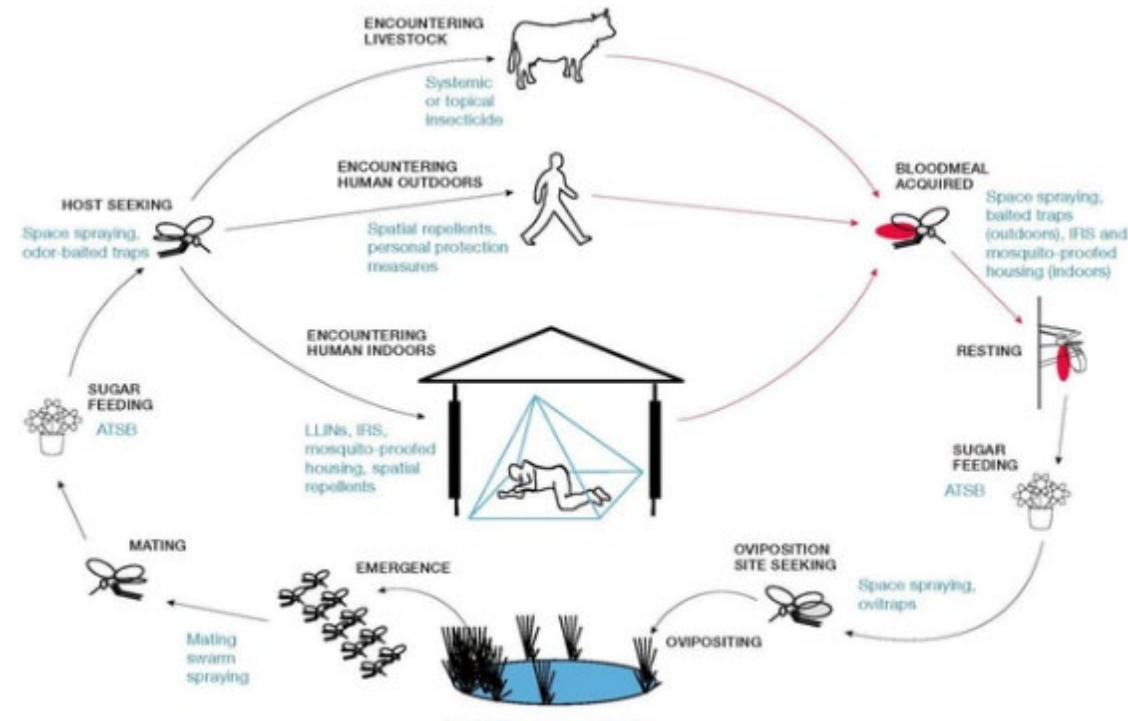 ENCOUNTERING
LIVESTOCK
Systemic
or topical
insecticide
ENCOUNTERING
HUMAN OUTDOORS
Spatial repellents,
personal protection
measures
HOST SEEKING
Space spraying,
odor-baited traps
BLOODMEAL
ACQUIRED
Space spraying,
baited traps
(outdoors), IRS and
mosquito-proofed
housing (indoors)
ENCOUNTERING
HUMAN INDOORS
LLINs, IRS,
mosquito-proofed
housing, spatial
repellents
RESTING
SUGAR
FEEDING
ATSB
SUGAR
FEEDING
ATSB
MATING
Mating
swarm
spraying
EMERGENCE
OVIPOSITION
SITE SEEKING
Space spraying,
ovitraps
OVIPOSITING